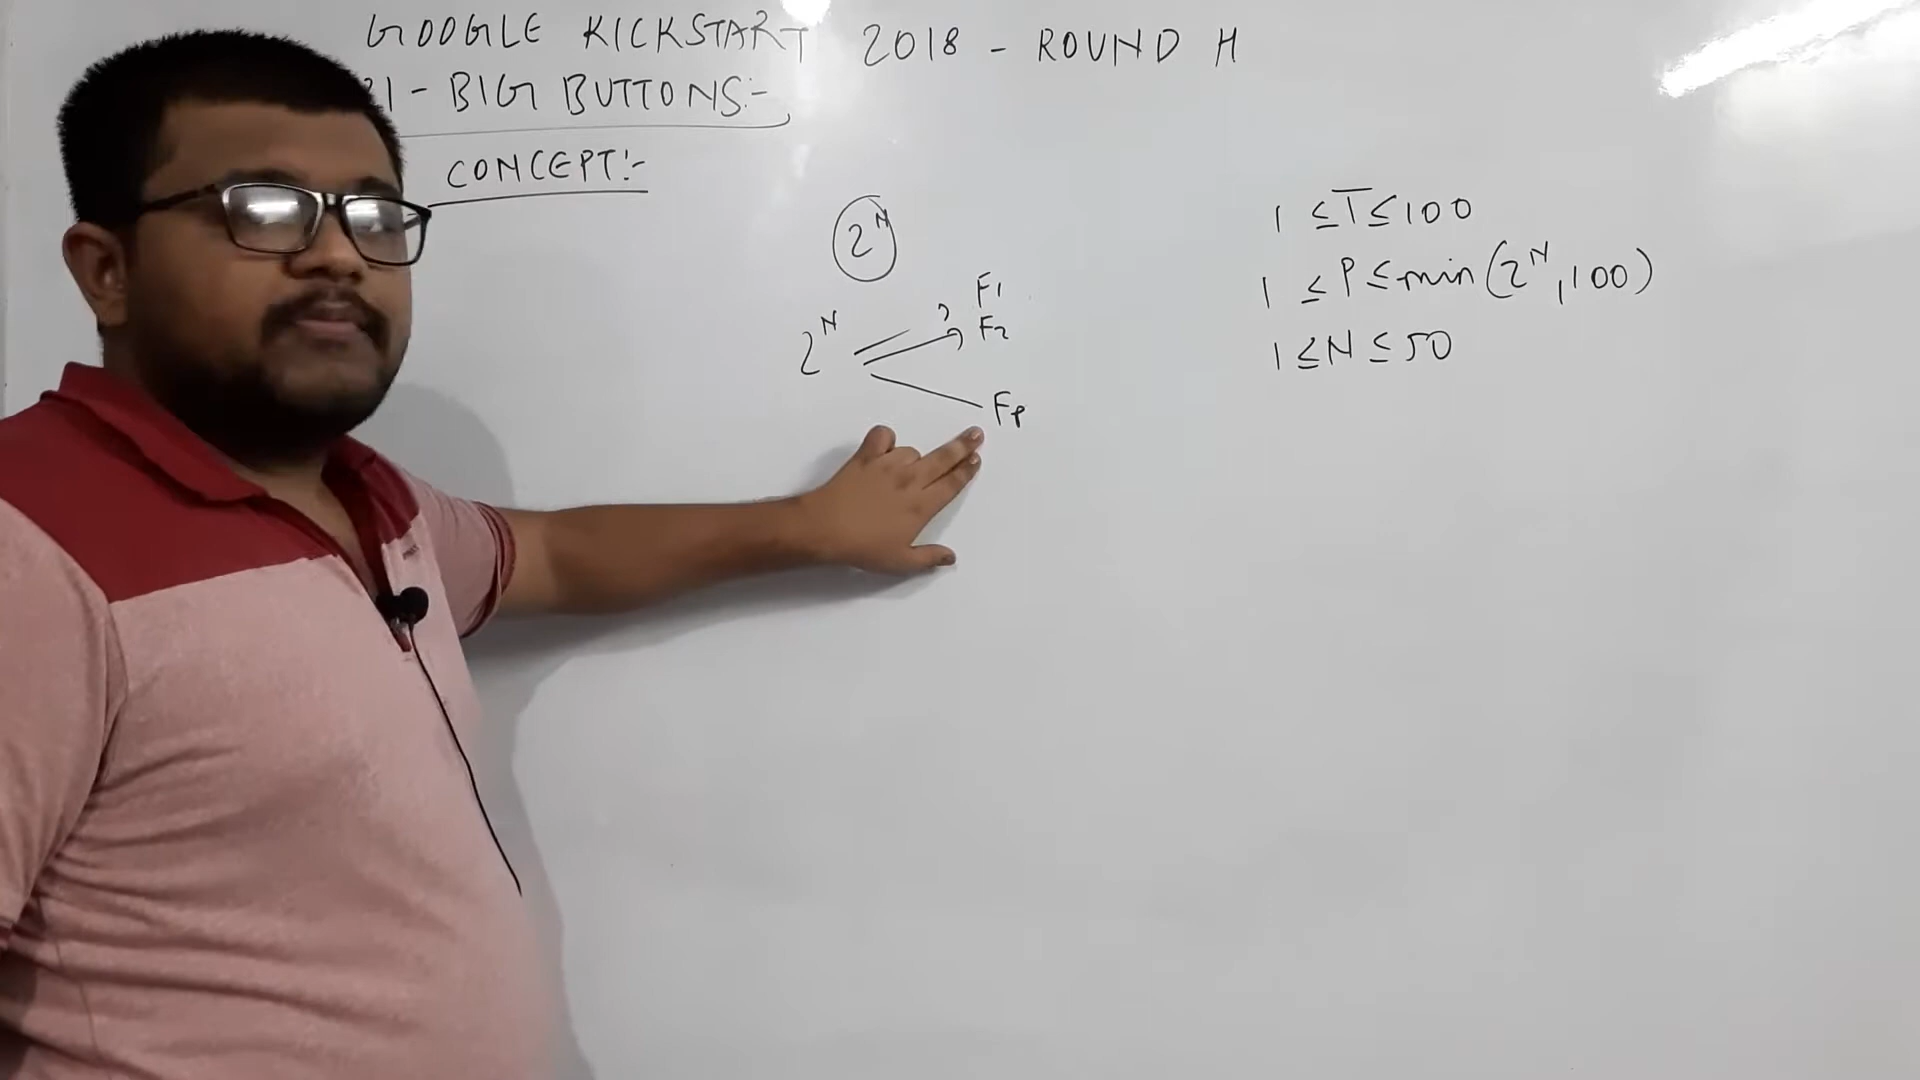 GOOGLE KICKSTART 2018 - ROUND H
1 - BIG BUTTONS:-
CONCEPT:-
2^N
1 ≤ T ≤ 100
1 ≤ P ≤ min(2^N, 100)
1 ≤ N ≤ 50
F1
2^N
F2
Fp